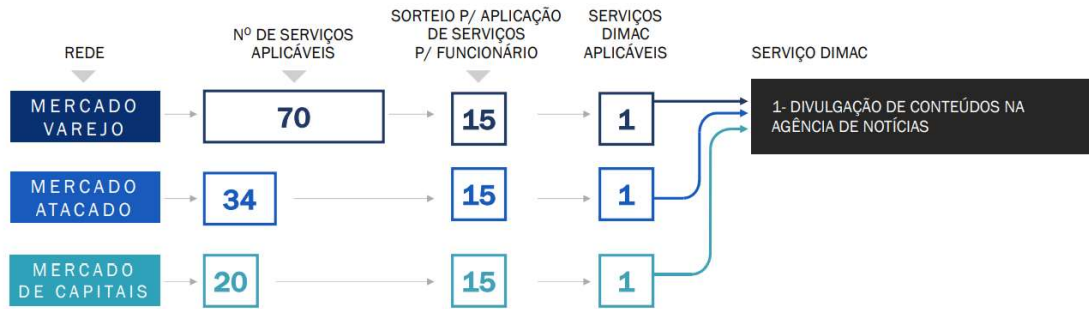 REDE
Nº DE SERVIÇOS
APLICÁVEIS
SORTEIO P/ APLICAÇÃO
DE SERVIÇOS
P/ FUNCIONÁRIO
SERVIÇOS
DIMAC
APLICÁVEIS
SERVIÇO DIMAC
MERCADO
VAREJO
70
15
1
1- DIVULGAÇÃO DE CONTEÚDOS NA
AGÊNCIA DE NOTÍCIAS
MERCADO
ATACADO
34
15
1
MERCADO
DE CAPITAIS
20
15
1